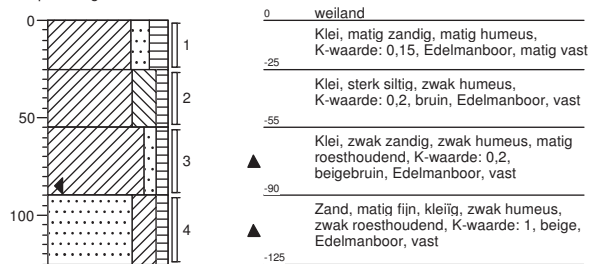 0
50
100
1
2
3
4
0 weiland
Klei, matig zandig, matig humeus,
K-waarde: 0,15, Edelmanboor, matig vast
-25
Klei, sterk siltig, zwak humeus,
K-waarde: 0,2, bruin, Edelmanboor, vast
-55
Klei, zwak zandig, zwak humeus, matig
roesthoudend, K-waarde: 0,2,
beigebruin, Edelmanboor, vast
-90
Zand, matig fijn, kleiïg, zwak humeus,
zwak roesthoudend, K-waarde: 1, beige,
Edelmanboor, vast
-125